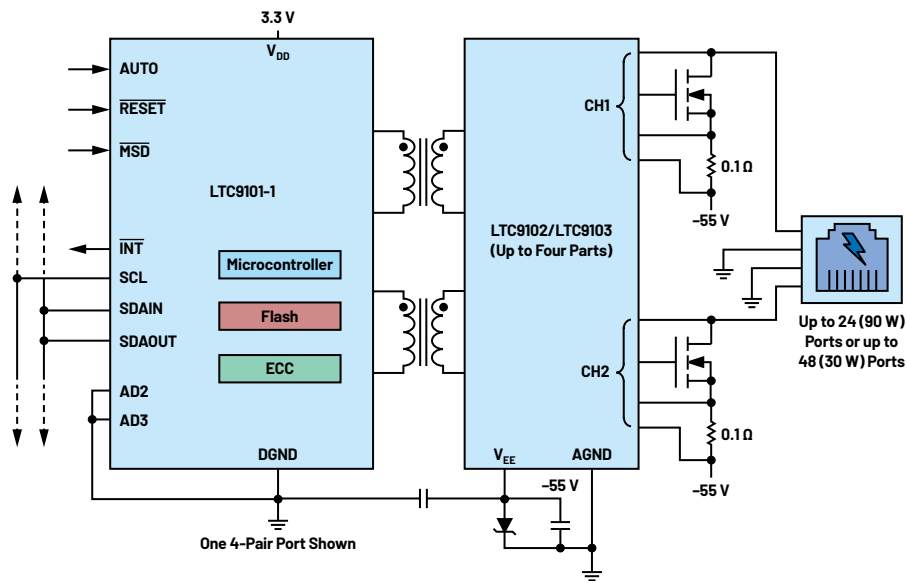 3.3 V
V_DD
AUTO
RESET
MSD
LTC9101-1
INT
SCL
SDAIN
SDAOUT
AD2
AD3
Microcontroller
Flash
ECC
DGND
One 4-Pair Port Shown
LTC9102/LTC9103
(Up to Four Parts)
CH1
CH2
V_EE
AGND
–55 V
0.1 Ω
–55 V
0.1 Ω
–55 V
Up to 24 (90 W)
Ports or up to
48 (30 W) Ports